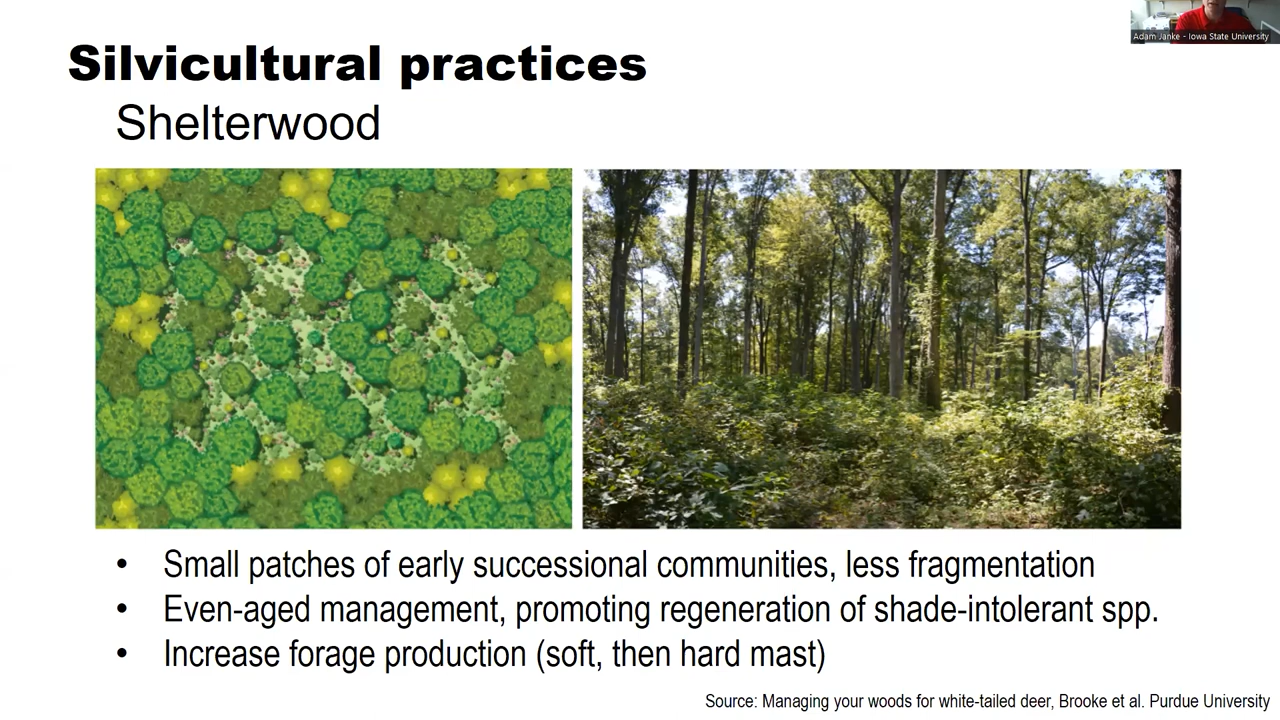 Adam Janke - Iowa State University
Silvicultural practices
Shelterwood
• Small patches of early successional communities, less fragmentation
• Even-aged management, promoting regeneration of shade-intolerant spp.
• Increase forage production (soft, then hard mast)
Source: Managing your woods for white-tailed deer, Brooke et al. Purdue University